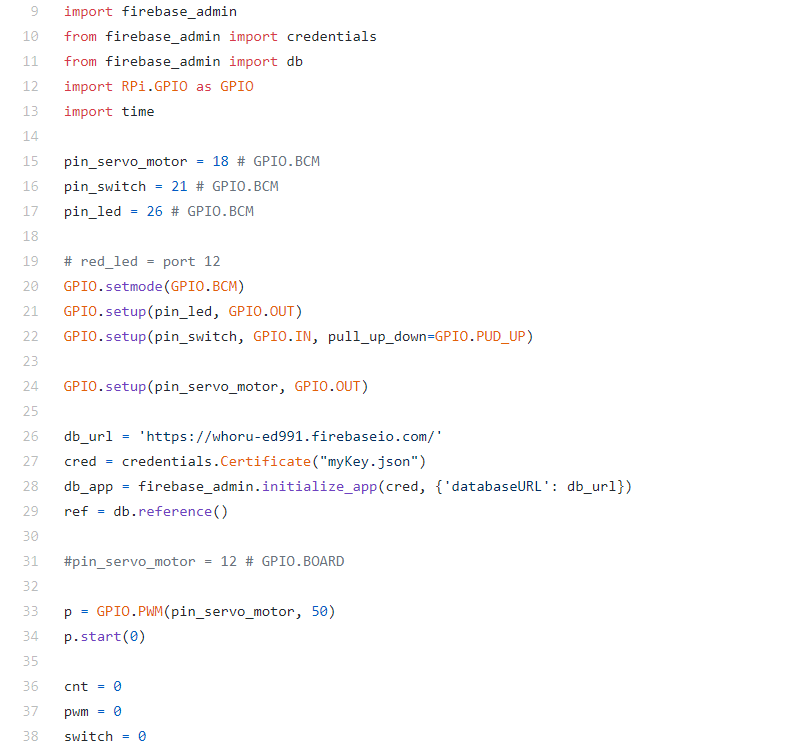 9 import firebase_admin
10 from firebase_admin import credentials
11 from firebase_admin import db
12 import RPi.GPIO as GPIO
13 import time
14
15 pin_servo_motor = 18 # GPIO.BCM
16 pin_switch = 21 # GPIO.BCM
17 pin_led = 26 # GPIO.BCM
18
19 # red_led = port 12
20 GPIO.setmode(GPIO.BCM)
21 GPIO.setup(pin_led, GPIO.OUT)
22 GPIO.setup(pin_switch, GPIO.IN, pull_up_down=GPIO.PUD_UP)
23
24 GPIO.setup(pin_servo_motor, GPIO.OUT)
25
26 db_url = 'https://whoru-ed991.firebaseio.com/'
27 cred = credentials.Certificate("myKey.json")
28 db_app = firebase_admin.initialize_app(cred, {'databaseURL': db_url})
29 ref = db.reference()
30
31 #pin_servo_motor = 12 # GPIO.BOARD
32
33 p = GPIO.PWM(pin_servo_motor, 50)
34 p.start(0)
35
36 cnt = 0
37 pwm = 0
38 switch = 0